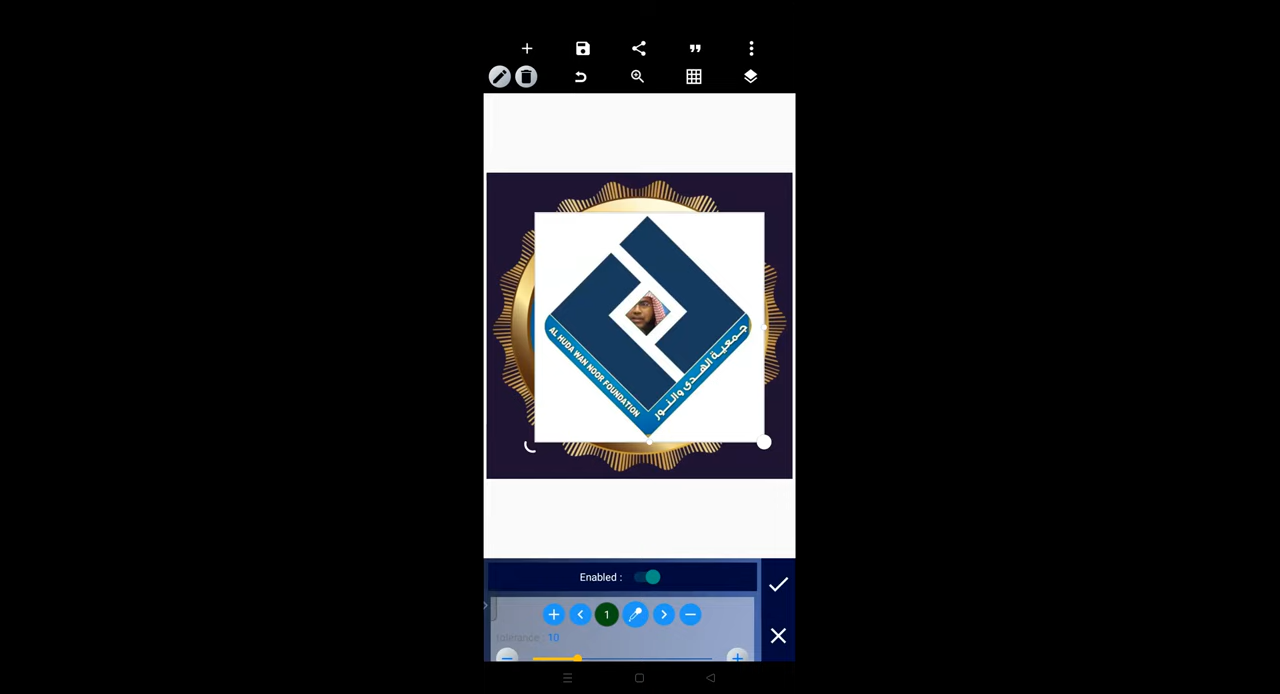 AL HUDA WAN NOOR FOUNDATION
جمعية الهدى والنور
Enabled :
1
tolerance : 10